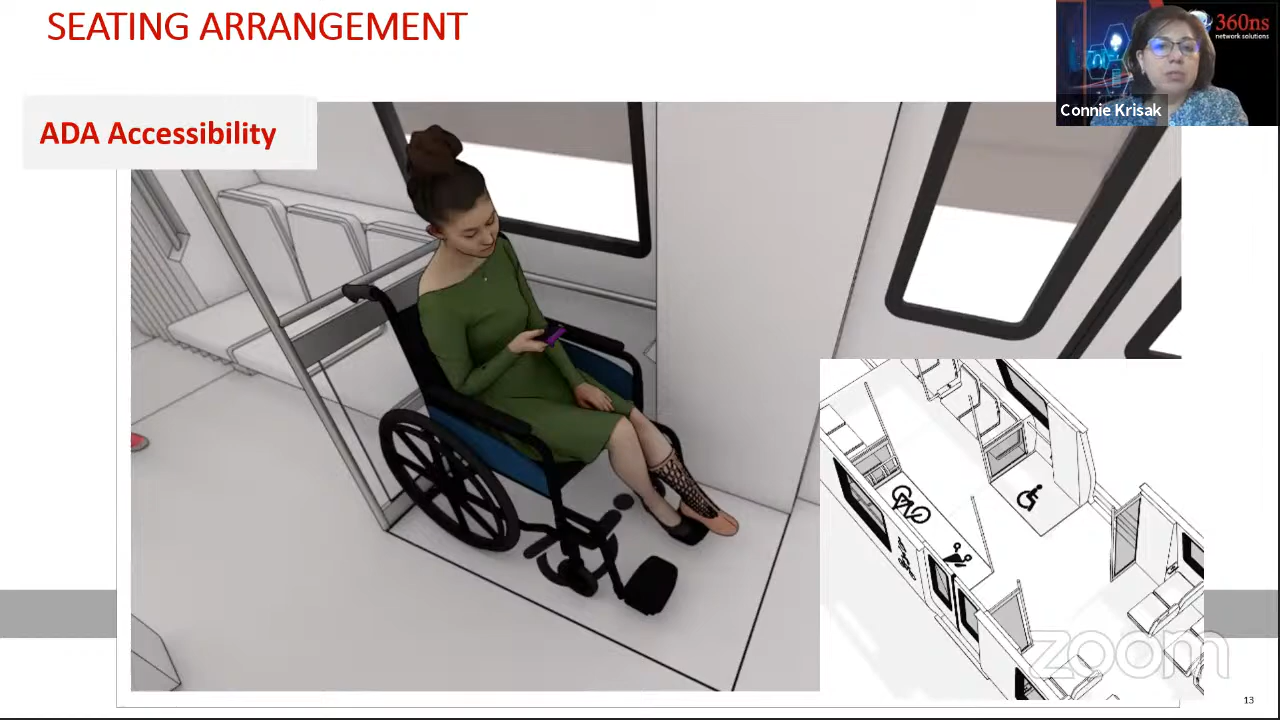 SEATING ARRANGEMENT
360ns
network solutions
Connie Krisak
ADA Accessibility
zoom
13